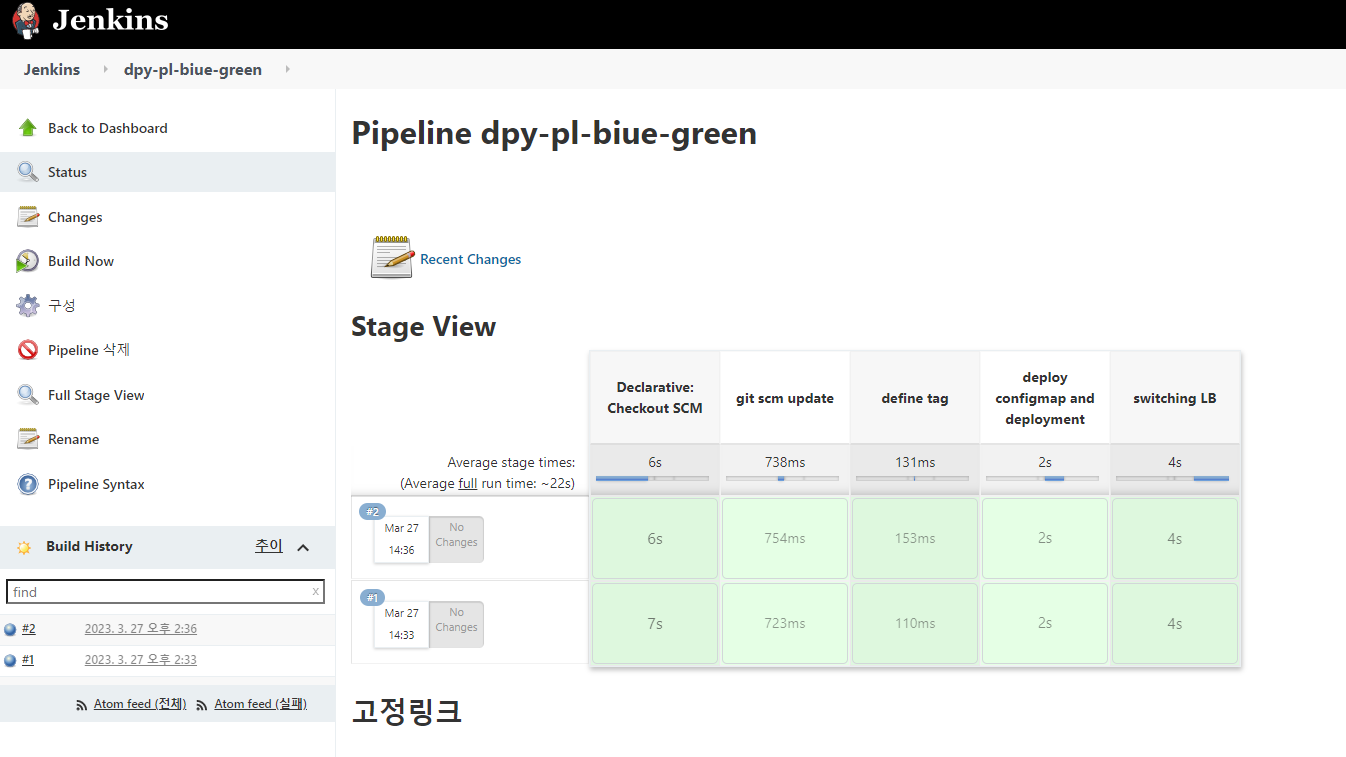 Jenkins
Jenkins
dpy-pl-biue-green
Back to Dashboard
Status
Changes
Build Now
구성
Pipeline 삭제
Full Stage View
Rename
Pipeline Syntax
Build History 추이
find x
#2 2023. 3. 27 오후 2:36
#1 2023. 3. 27 오후 2:33
Atom feed (전체) Atom feed (실패)
Pipeline dpy-pl-biue-green
Recent Changes
Stage View
Declarative:
Checkout SCM
git scm update
define tag
deploy
configmap and
deployment
switching LB
Average stage times:
(Average full run time: ~22s)
6s 738ms 131ms 2s 4s
#2
Mar 27
14:36
No
Changes
6s 754ms 153ms 2s 4s
#1
Mar 27
14:33
No
Changes
7s 723ms 110ms 2s 4s
고정링크